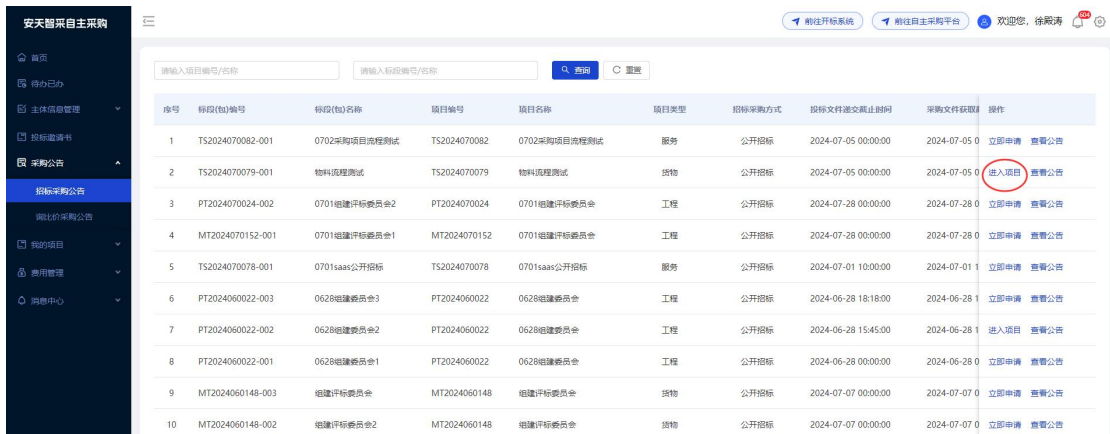 安天智采自主采购
前往开标系统 前往自主采购平台 欢迎您，徐殿涛 604
首页
待办已办
主体信息管理
投标邀请书
采购公告
招标采购公告
询比价采购公告
我的项目
费用管理
消息中心
请输入项目编号/名称 请输入标段编号/名称 查询 重置
序号 标段(包)编号 标段(包)名称 项目编号 项目名称 项目类型 招标采购方式 投标文件递交截止时间 采购文件获取 操作
1 TS2024070082-001 0702采购项目流程测试 TS2024070082 0702采购项目流程测试 服务 公开招标 2024-07-05 00:00:00 2024-07-05 0 立即申请 查看公告
2 TS2024070079-001 物料流程测试 TS2024070079 物料流程测试 货物 公开招标 2024-07-05 00:00:00 2024-07-05 0 进入项目 查看公告
3 PT2024070024-002 0701组建评标委员会2 PT2024070024 0701组建评标委员会 工程 公开招标 2024-07-28 00:00:00 2024-07-28 0 立即申请 查看公告
4 MT2024070152-001 0701组建评标委员会1 MT2024070152 0701组建评标委员会 工程 公开招标 2024-07-28 00:00:00 2024-07-28 0 立即申请 查看公告
5 TS2024070078-001 0701saas公开招标 TS2024070078 0701saas公开招标 服务 公开招标 2024-07-01 10:00:00 2024-07-01 1 立即申请 查看公告
6 PT2024060022-003 0628组建委员会3 PT2024060022 0628组建委员会 工程 公开招标 2024-06-28 18:18:00 2024-06-28 1 立即申请 查看公告
7 PT2024060022-002 0628组建委员会2 PT2024060022 0628组建委员会 工程 公开招标 2024-06-28 15:45:00 2024-06-28 1 进入项目 查看公告
8 PT2024060022-001 0628组建委员会1 PT2024060022 0628组建委员会 工程 公开招标 2024-06-28 00:00:00 2024-06-28 0 立即申请 查看公告
9 MT2024060148-003 组建评标委员会 MT2024060148 组建评标委员会 货物 公开招标 2024-07-07 00:00:00 2024-07-07 0 立即申请 查看公告
10 MT2024060148-002 组建评标委员会2 MT2024060148 组建评标委员会 货物 公开招标 2024-07-07 00:00:00 2024-07-07 0 立即申请 查看公告